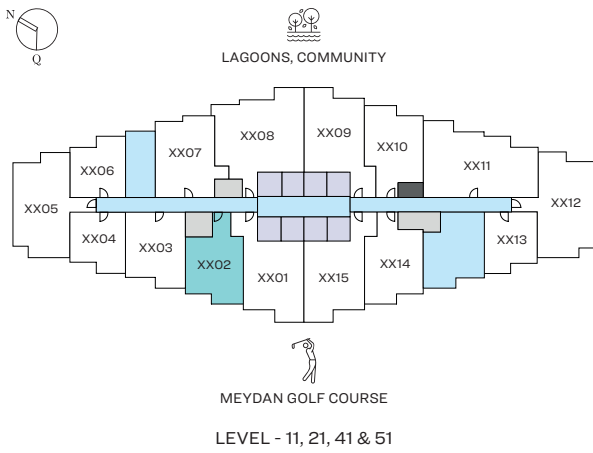 N
Q
LAGOONS, COMMUNITY
XX08
XX09
XX07
XX10
XX06
XX11
XX05
XX12
XX04
XX03
XX13
XX02
XX01
XX15
XX14
MEYDAN GOLF COURSE
LEVEL - 11, 21, 41 & 51